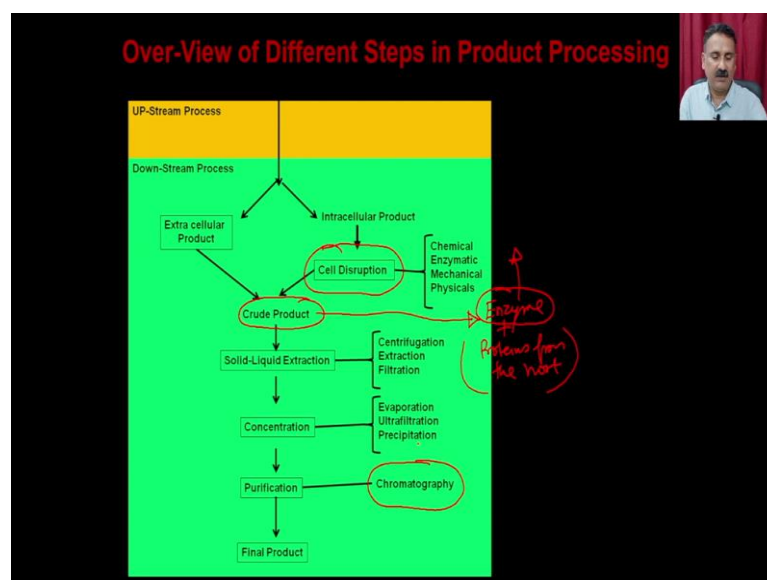 Over-View of Different Steps in Product Processing
UP-Stream Process
Down-Stream Process
Extra cellular
Product
Intracellular Product
Cell Disruption
Chemical
Enzymatic
Mechanical
Physicals
Crude Product
Enzyme
+
Proteins from
the host
Solid-Liquid Extraction
Centrifugation
Extraction
Filtration
Concentration
Evaporation
Ultrafiltration
Precipitation
Purification
Chromatography
Final Product